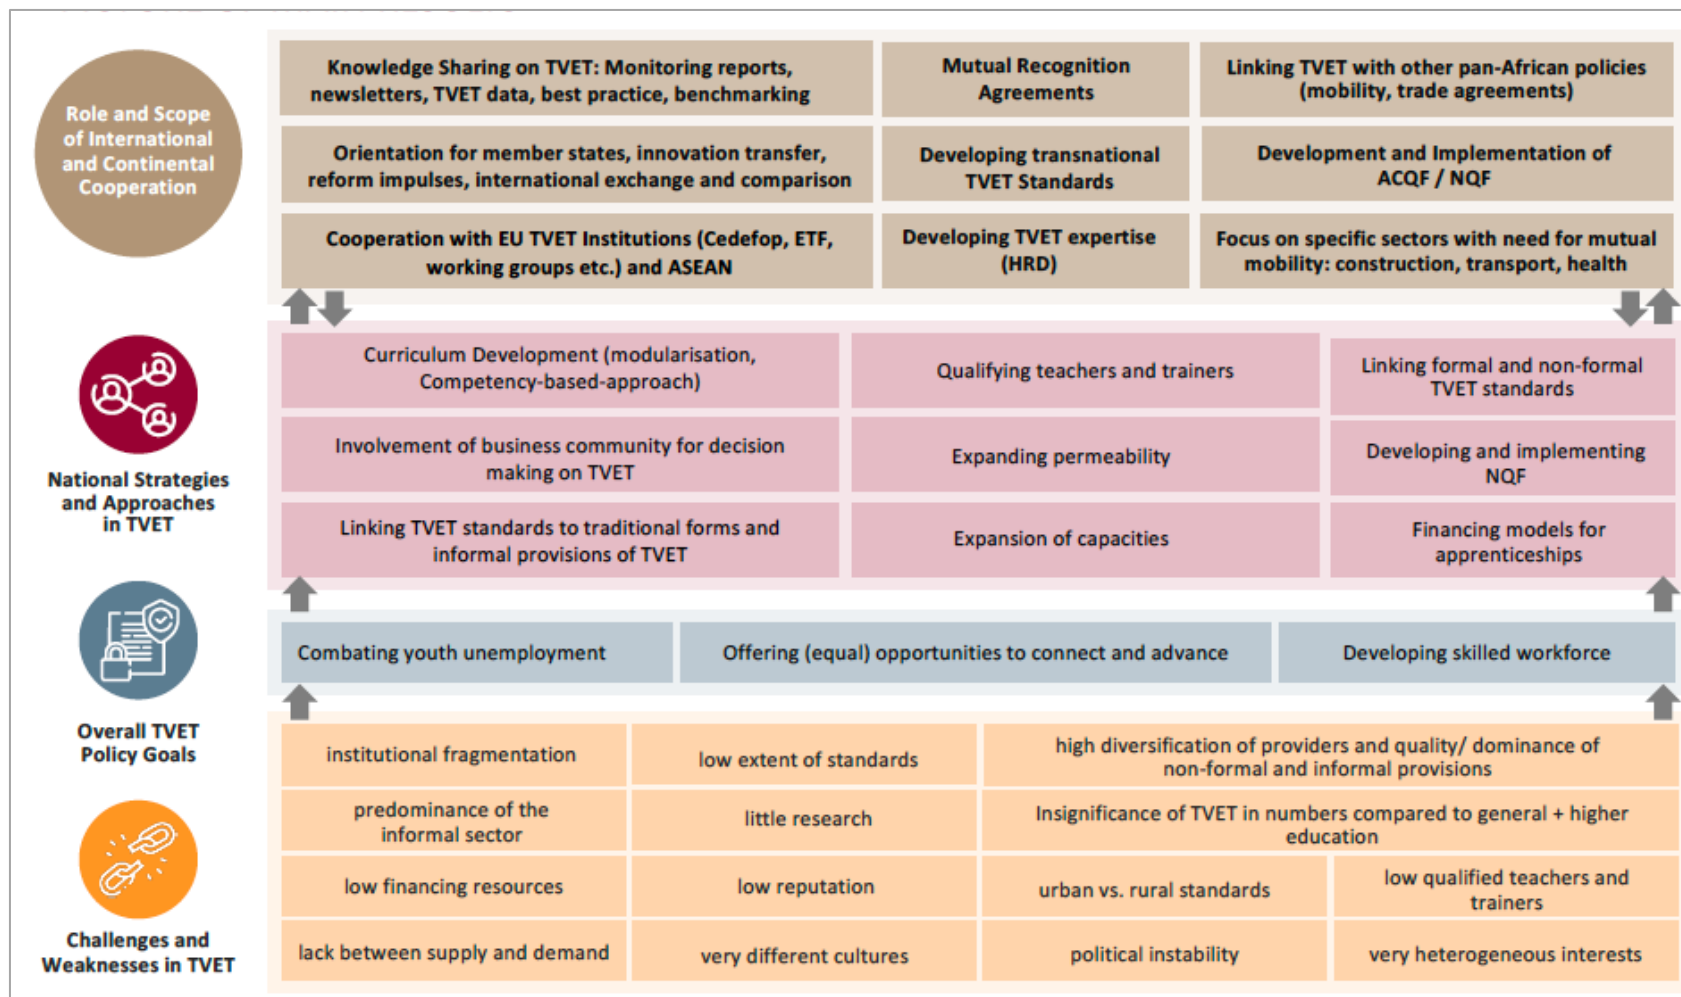 Role and Scope
of International
and Continental
Cooperation
Knowledge Sharing on TVET: Monitoring reports,
newsletters, TVET data, best practice, benchmarking
Mutual Recognition
Agreements
Linking TVET with other pan-African policies
(mobility, trade agreements)
Orientation for member states, innovation transfer,
reform impulses, international exchange and comparison
Developing transnational
TVET Standards
Development and Implementation of
ACQF / NQF
Cooperation with EU TVET Institutions (Cedefop, ETF,
working groups etc.) and ASEAN
Developing TVET expertise
(HRD)
Focus on specific sectors with need for mutual
mobility: construction, transport, health
National Strategies
and Approaches
in TVET
Curriculum Development (modularisation,
Competency-based-approach)
Qualifying teachers and trainers
Linking formal and non-formal
TVET standards
Involvement of business community for decision
making on TVET
Expanding permeability
Developing and implementing
NQF
Linking TVET standards to traditional forms and
informal provisions of TVET
Expansion of capacities
Financing models for
apprenticeships
Overall TVET
Policy Goals
Combating youth unemployment
Offering (equal) opportunities to connect and advance
Developing skilled workforce
Challenges and
Weaknesses in TVET
institutional fragmentation
low extent of standards
high diversification of providers and quality/ dominance of
non-formal and informal provisions
predominance of the
informal sector
little research
Insignificance of TVET in numbers compared to general + higher
education
low financing resources
low reputation
urban vs. rural standards
low qualified teachers and
trainers
lack between supply and demand
very different cultures
political instability
very heterogeneous interests